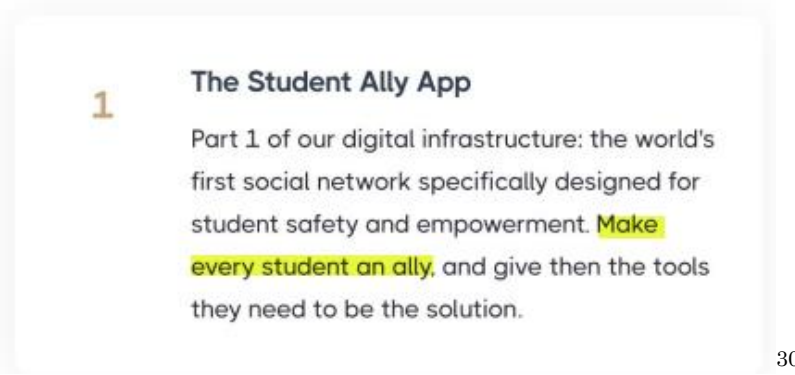 The Student Ally App
1
Part 1 of our digital infrastructure: the world's
first social network specifically designed for
student safety and empowerment. Make
every student an ally, and give then the tools
they need to be the solution.
30